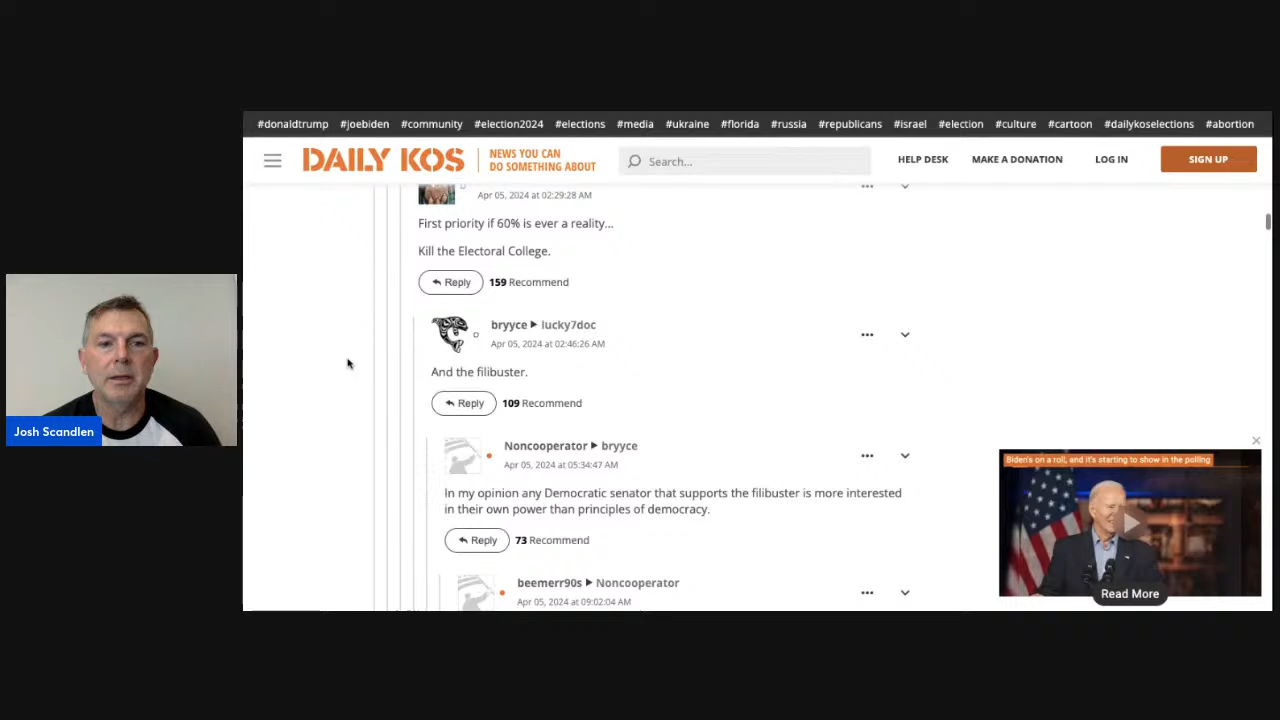 #donaldtrump #joebiden #community #election2024 #elections #media #ukraine #florida #russia #republicans #israel #election #culture #cartoon #dailykoselections #abortion
DAILY KOS
NEWS YOU CAN
DO SOMETHING ABOUT
Search...
HELP DESK
MAKE A DONATION
LOG IN
SIGN UP
Apr 05, 2024 at 02:29:28 AM
First priority if 60% is ever a reality...
Kill the Electoral College.
Reply 159 Recommend
bryyce lucky7doc
Apr 05, 2024 at 02:46:26 AM
And the filibuster.
Reply 109 Recommend
Noncooperator bryyce
Apr 05, 2024 at 05:34:47 AM
In my opinion any Democratic senator that supports the filibuster is more interested
in their own power than principles of democracy.
Reply 73 Recommend
beemerr90s Noncooperator
Apr 05, 2024 at 09:02:04 AM
Biden's on a roll, and it's starting to show in the polling
Read More
Josh Scandlen